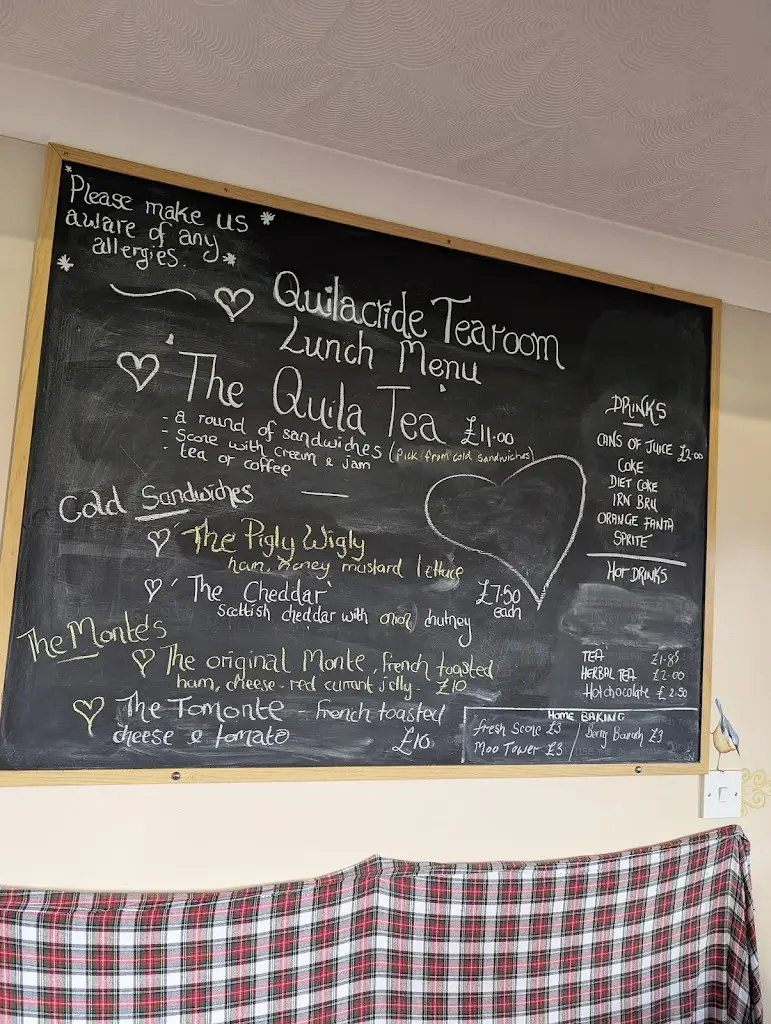 Please make us
aware of any
allergies.
Quilacride Tearoom
Lunch Menu
'The Quila Tea' £11.00
- a round of sandwiches (pick from cold sandwiches)
- Scone with cream & jam
- tea or coffee
Cold Sandwiches
'The Pigly Wigly
ham, honey mustard lettuce
'The Cheddar'
Scottish cheddar with onion chutney
£7.50
each
The Monte's
The original Monte, french toasted
ham, cheese - red currant jelly - £10
The Tomonte - french toasted
cheese & tomato £10
DRINKS
CANS OF JUICE £2.00
COKE
DIET COKE
IRN BRU
ORANGE FANTA
SPRITE
HOT DRINKS
TEA £1.85
HERBAL TEA £2.00
Hot chocolate £2.50
HOME BAKING
fresh Scone £3
Moo Tower £3
Berry £3